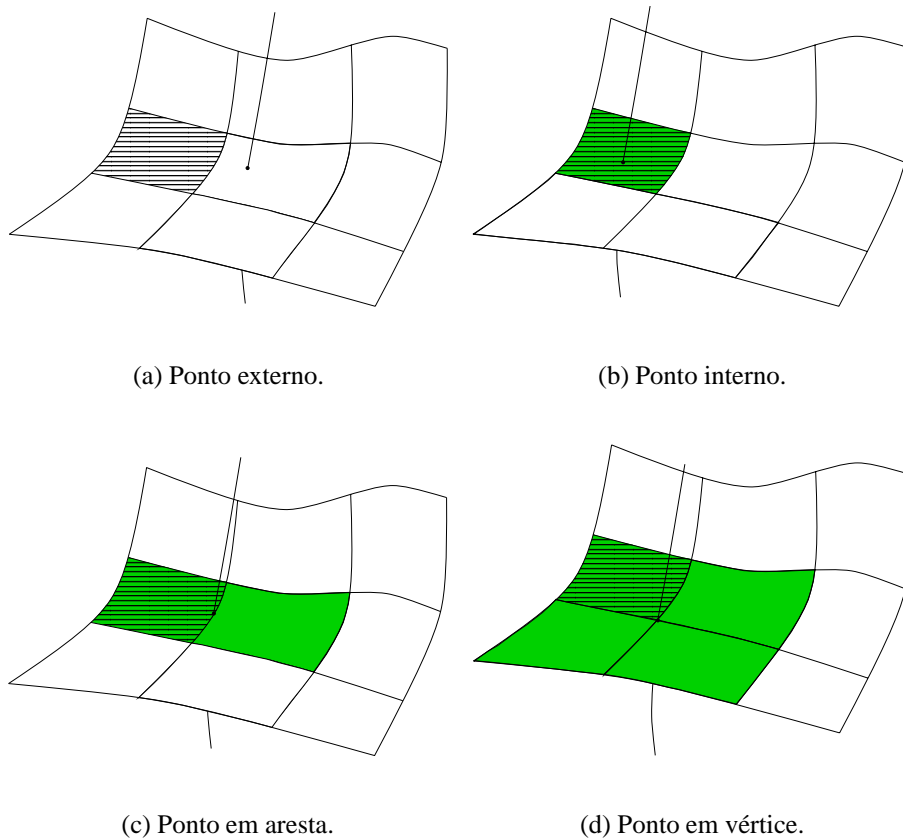 (a) Ponto externo.
(b) Ponto interno.
(c) Ponto em aresta.
(d) Ponto em vértice.